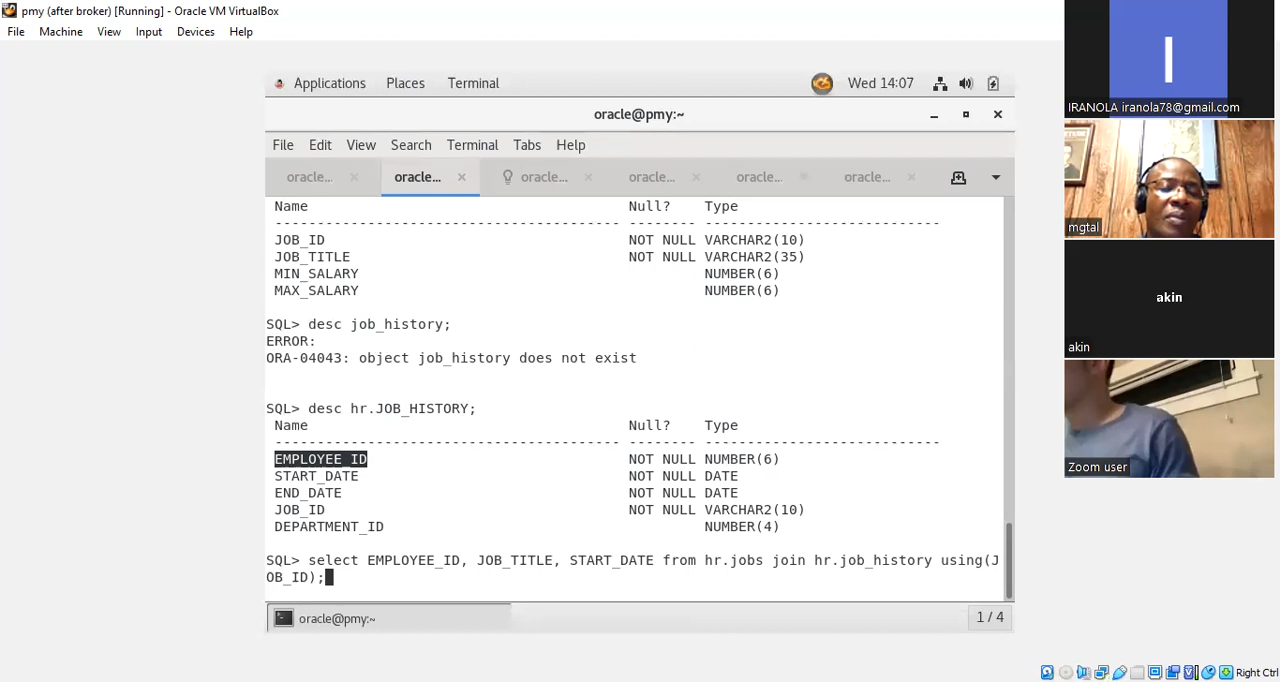 pmy (after broker) [Running] - Oracle VM VirtualBox
File Machine View Input Devices Help
Applications Places Terminal Wed 14:07
oracle@pmy:~
File Edit View Search Terminal Tabs Help
oracle... oracle... oracle... oracle... oracle... oracle...
Name Null? Type
----------------------------------------- -------- ----------------------------
JOB_ID NOT NULL VARCHAR2(10)
JOB_TITLE NOT NULL VARCHAR2(35)
MIN_SALARY NUMBER(6)
MAX_SALARY NUMBER(6)
SQL> desc job_history;
ERROR:
ORA-04043: object job_history does not exist
SQL> desc hr.JOB_HISTORY;
Name Null? Type
----------------------------------------- -------- ----------------------------
EMPLOYEE_ID NOT NULL NUMBER(6)
START_DATE NOT NULL DATE
END_DATE NOT NULL DATE
JOB_ID NOT NULL VARCHAR2(10)
DEPARTMENT_ID NUMBER(4)
SQL> select EMPLOYEE_ID, JOB_TITLE, START_DATE from hr.jobs join hr.job_history using(J
OB_ID);
oracle@pmy:~ 1 / 4
Right Ctrl
I
IRANOLA iranola78@gmail.com
mgtal
akin
akin
Zoom user